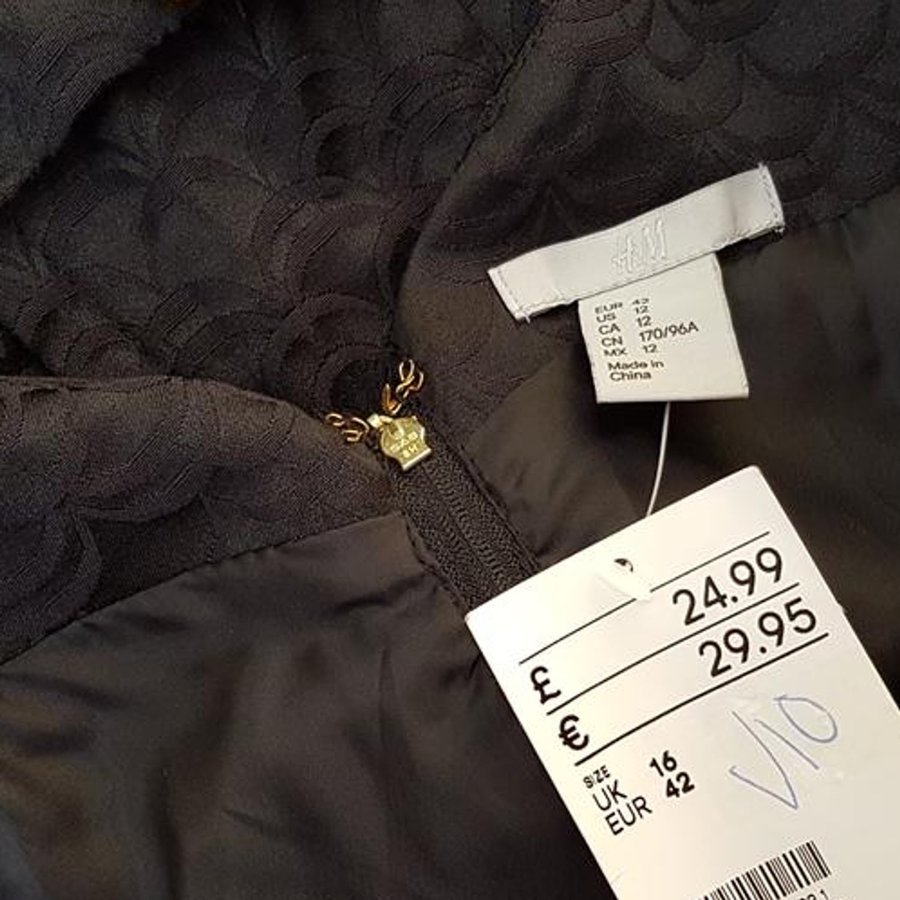 H&M
EUR 42
US 12
CA 12
CN 170/96A
MX 12
Made in
China
£ 24.99
€ 29.95
SIZE
UK 16
EUR 42